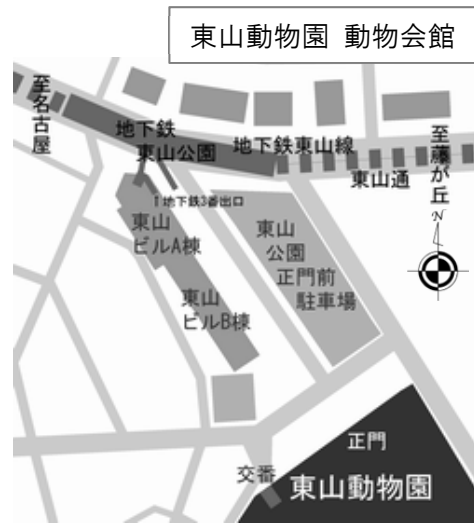 東山動物園 動物会館
至名古屋
地下鉄
東山公園
地下鉄東山線
至藤が丘
東山通
↑地下鉄3番出口
N
東山
ビルA棟
東山
公園
正門前
駐車場
東山
ビルB棟
正門
交番
東山動物園